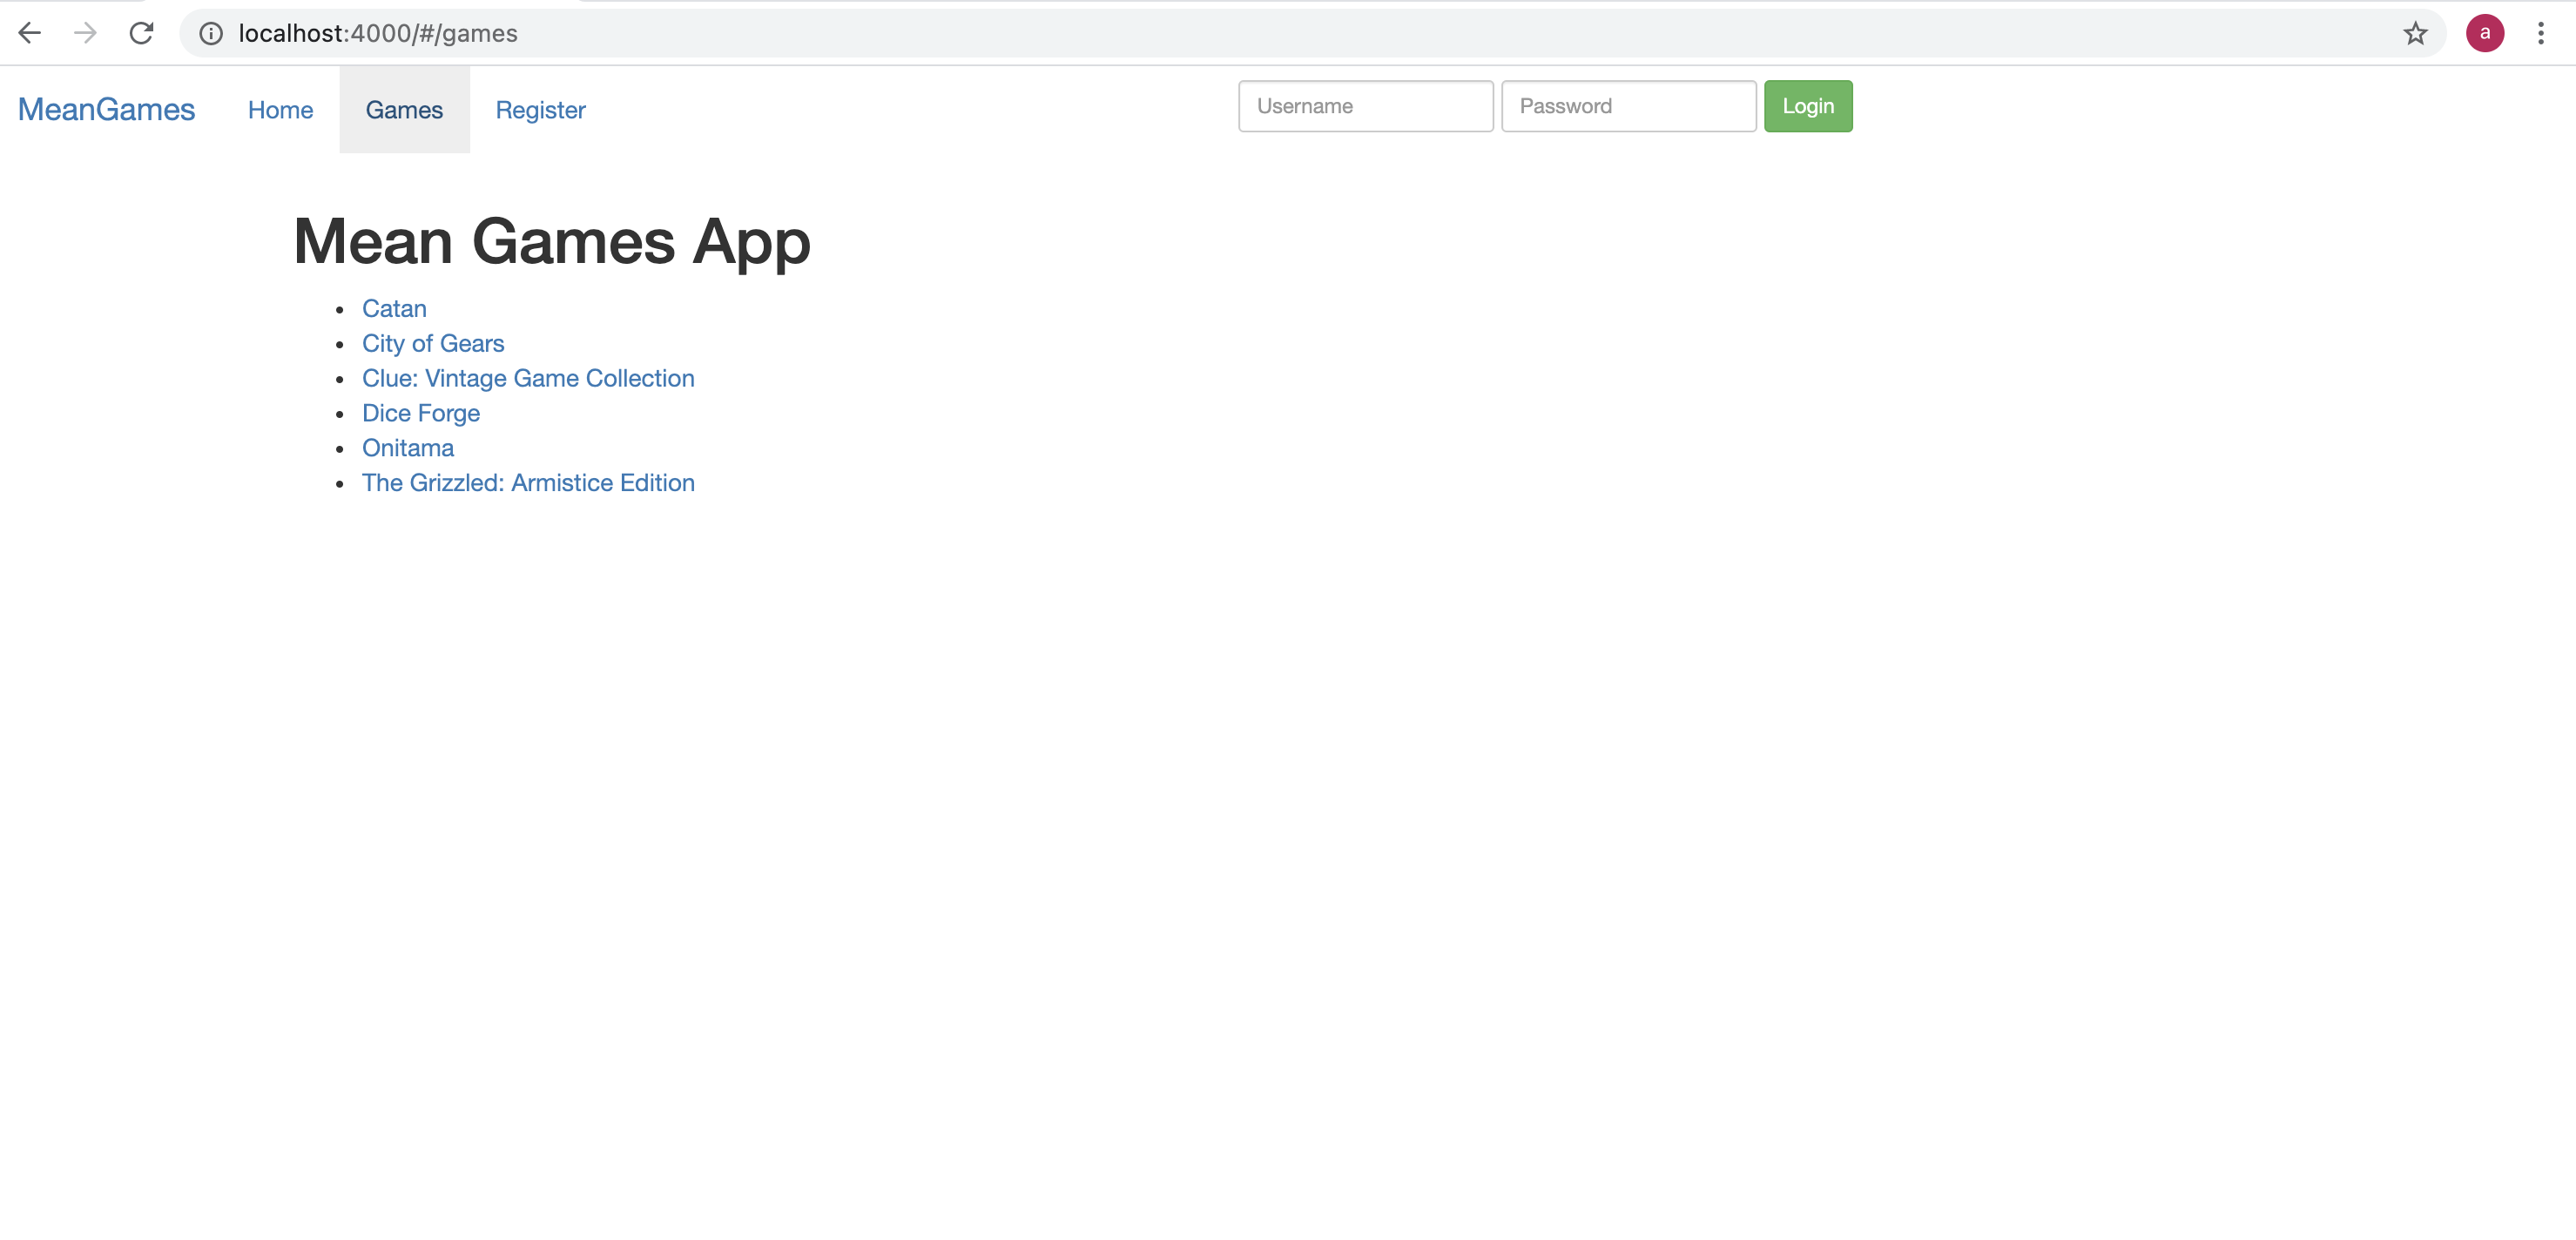 localhost:4000/#/games
a
MeanGames Home Games Register Username Password Login
Mean Games App
Catan
City of Gears
Clue: Vintage Game Collection
Dice Forge
Onitama
The Grizzled: Armistice Edition